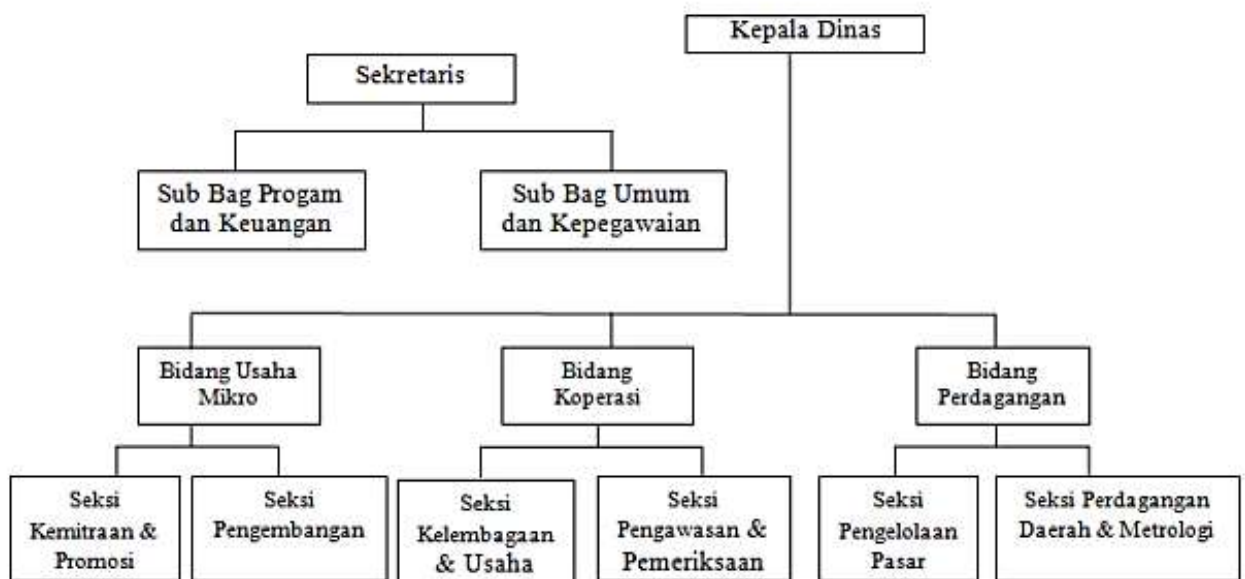 Kepala Dinas
Sekretaris
Sub Bag Progam
dan Keuangan
Sub Bag Umum
dan Kepegawaian
Bidang Usaha
Mikro
Bidang
Koperasi
Bidang
Perdagangan
Seksi
Kemitraan &
Promosi
Seksi
Pengembangan
Seksi
Kelembagaan
& Usaha
Seksi
Pengawasan &
Pemeriksaan
Seksi
Pengelolaan
Pasar
Seksi Perdagangan
Daerah & Metrologi